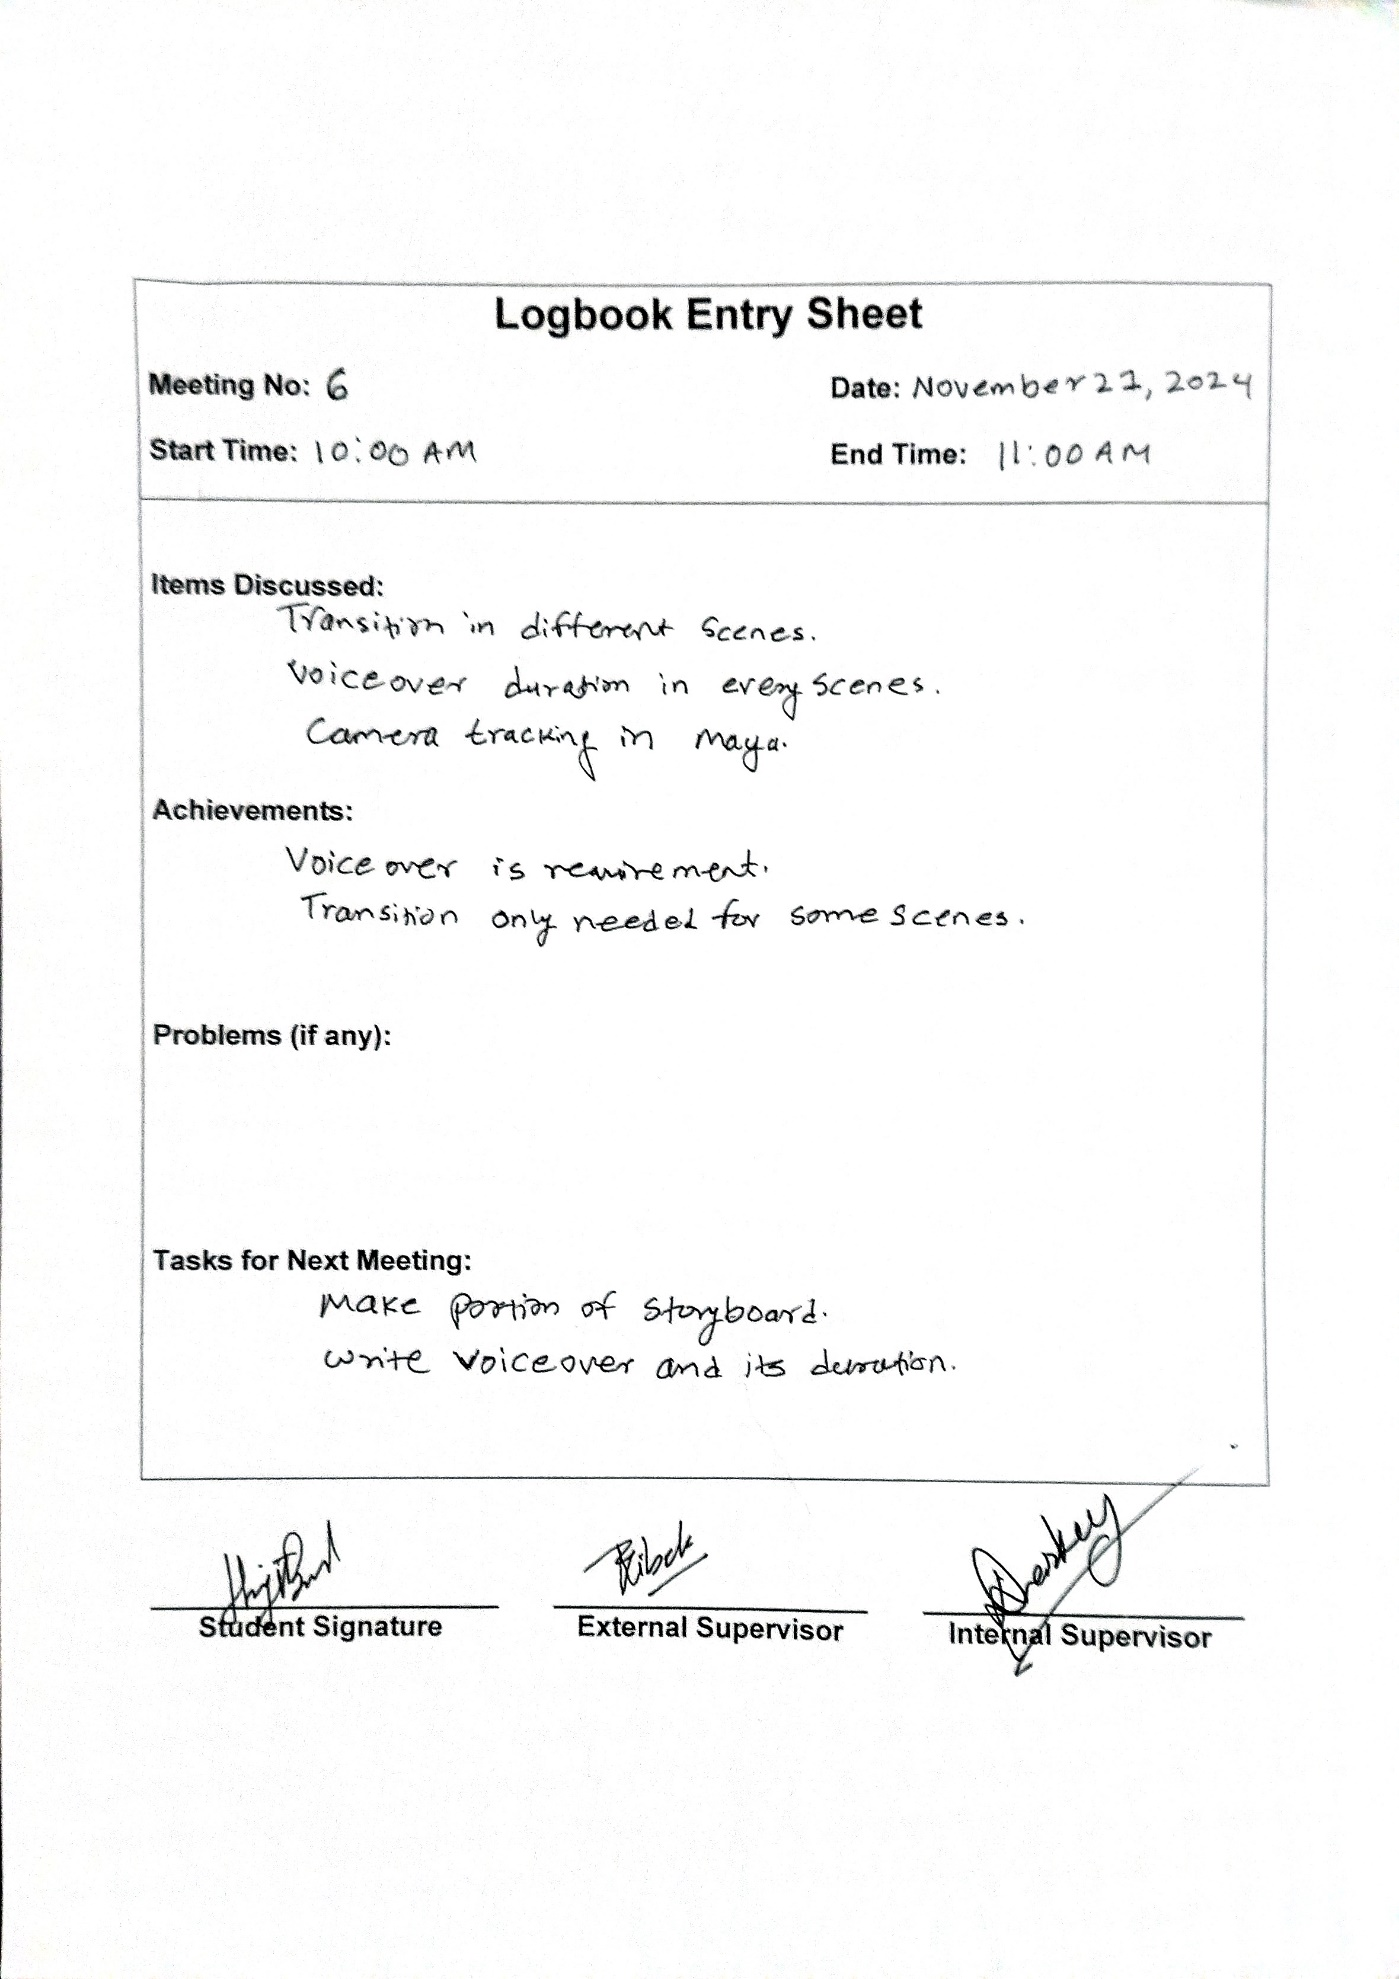 Logbook Entry Sheet
Meeting No: 6 Date: November 21, 2024
Start Time: 10:00 AM End Time: 11:00 AM
Items Discussed:
Transition in different scenes.
Voiceover duration in every scenes.
Camera tracking in Maya.
Achievements:
Voice over is requirement.
Transition only needed for some scenes.
Problems (if any):
Tasks for Next Meeting:
Make portion of storyboard.
Write voiceover and its duration.
Student Signature External Supervisor Internal Supervisor